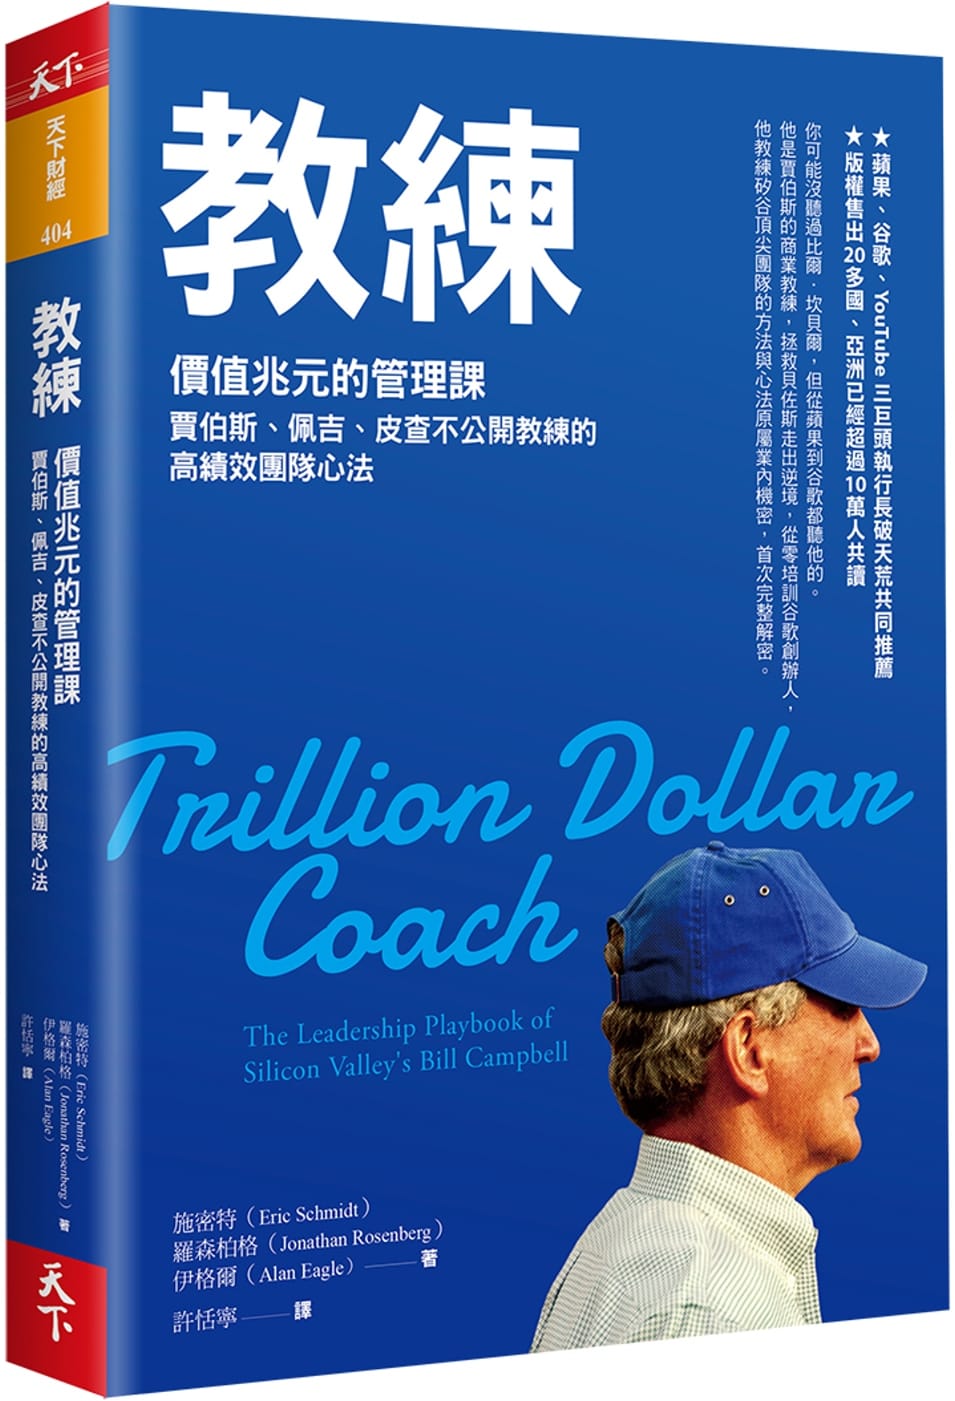 天下
天下財經
404
教練
價值兆元的管理課
賈伯斯、佩吉、皮查不公開教練的高績效團隊心法
施密特（Eric Schmidt）
羅森柏格（Jonathan Rosenberg）
伊格爾（Alan Eagle）
著
許恬寧 譯
天下
教練
價值兆元的管理課
賈伯斯、佩吉、皮查不公開教練的
高績效團隊心法
★ 蘋果、谷歌、YouTube 三巨頭執行長破天荒共同推薦
★ 版權售出20多國、亞洲已經超過10萬人共讀
你可能沒聽過比爾．坎貝爾，但從蘋果到谷歌都聽他的。
他是賈伯斯的商業教練，拯救貝佐斯走出逆境，從零培訓谷歌創辦人，
他教練矽谷頂尖團隊的方法與心法原屬業內機密，首次完整解密。
Trillion Dollar
Coach
The Leadership Playbook of
Silicon Valley's Bill Campbell
施密特（Eric Schmidt）
羅森柏格（Jonathan Rosenberg）
伊格爾（Alan Eagle）——著
許恬寧——譯